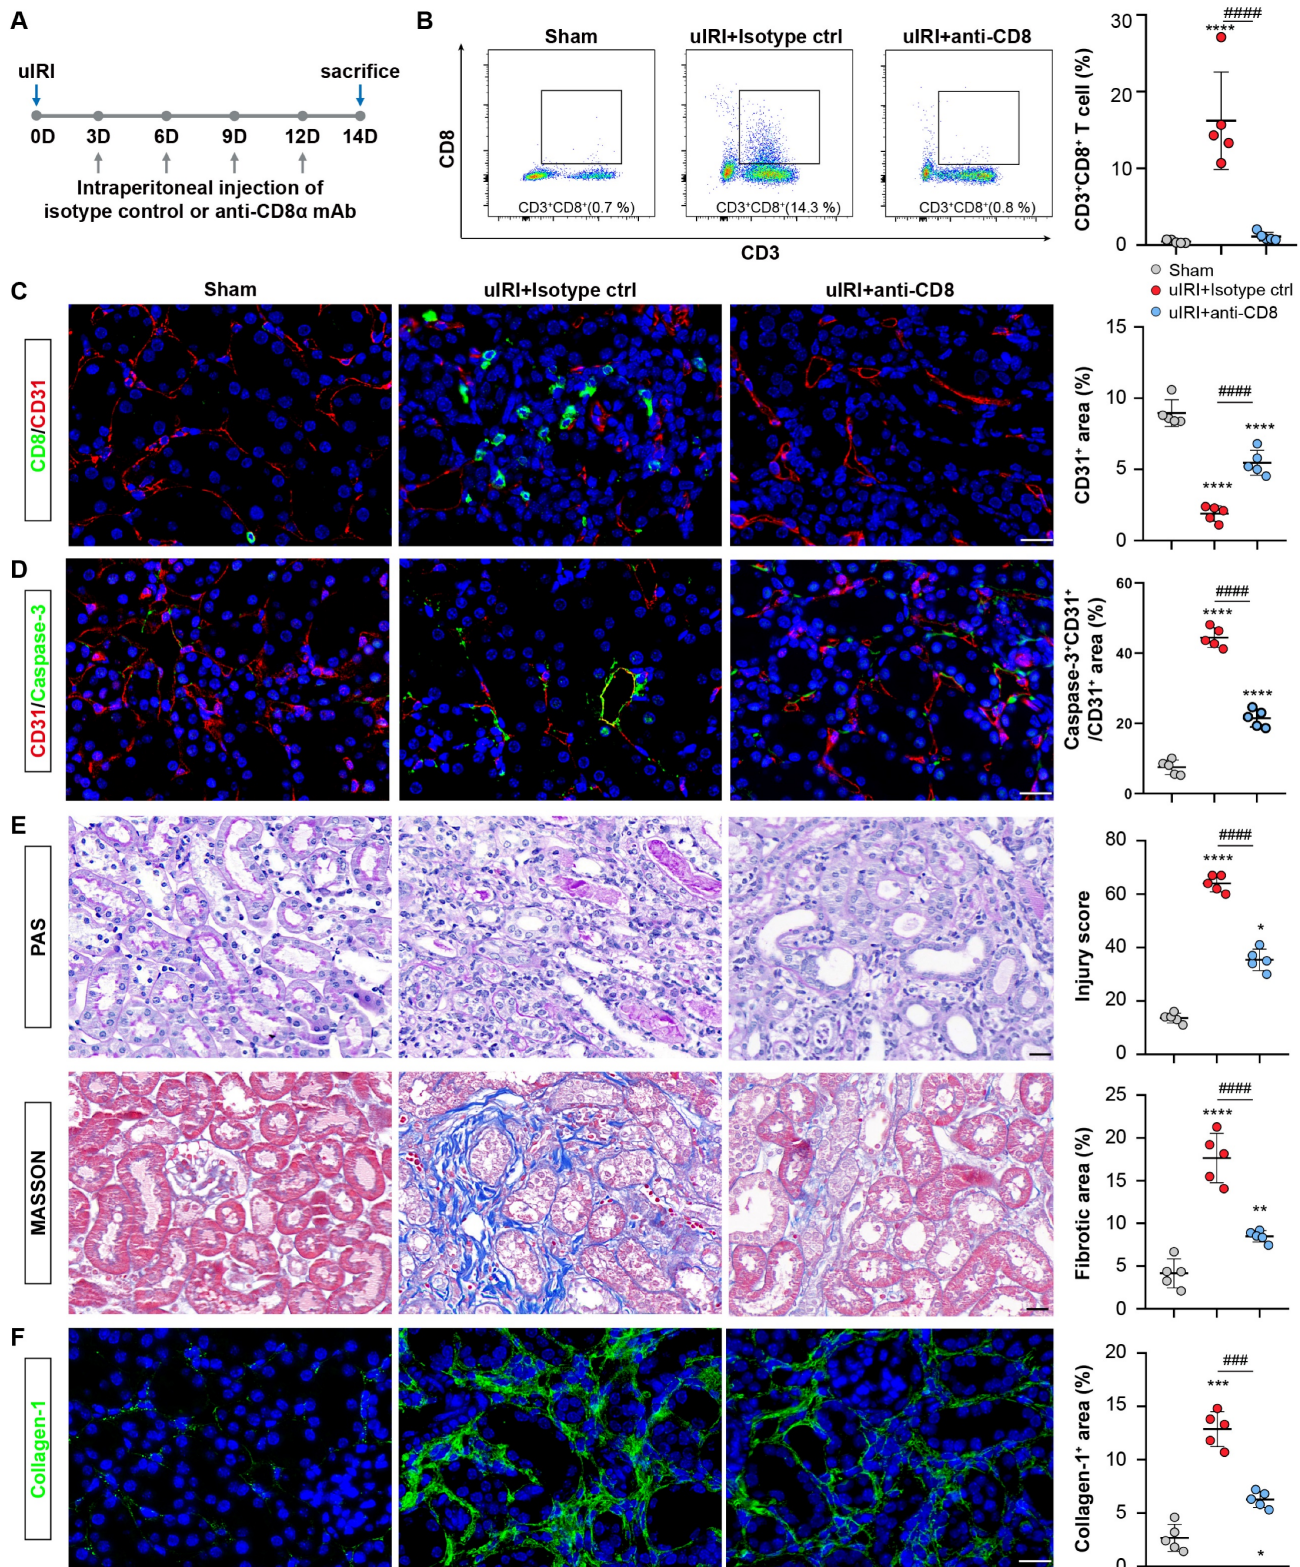 A
uIRI
sacrifice
0D 3D 6D 9D 12D 14D
Intraperitoneal injection of
isotype control or anti-CD8α mAb
B
Sham
uIRI+Isotype ctrl
uIRI+anti-CD8
CD8
CD3⁺CD8⁺(0.7 %)
CD3⁺CD8⁺(14.3 %)
CD3⁺CD8⁺(0.8 %)
CD3
CD3⁺CD8⁺ T cell (%)
30
20
10
0
####
****
Sham
uIRI+Isotype ctrl
uIRI+anti-CD8
C
Sham
uIRI+Isotype ctrl
uIRI+anti-CD8
CD8/CD31
CD31⁺ area (%)
15
10
5
0
####
****
****
D
CD31/Caspase-3
Caspase-3⁺CD31⁺
/CD31⁺ area (%)
60
40
20
0
####
****
****
E
PAS
Injury score
80
60
40
20
0
####
****
*
MASSON
Fibrotic area (%)
25
20
15
10
5
0
####
****
**
F
Collagen-1
Collagen-1⁺ area (%)
20
15
10
5
###
***
*